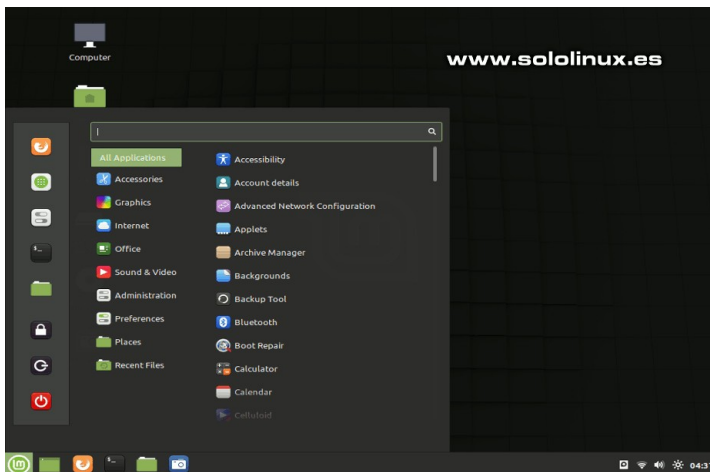 Computer
www.sololinux.es
All Applications
Accessories
Graphics
Internet
Office
Sound & Video
Administration
Preferences
Places
Recent Files
Accessibility
Account details
Advanced Network Configuration
Applets
Archive Manager
Backgrounds
Backup Tool
Bluetooth
Boot Repair
Calculator
Calendar
Celluloid